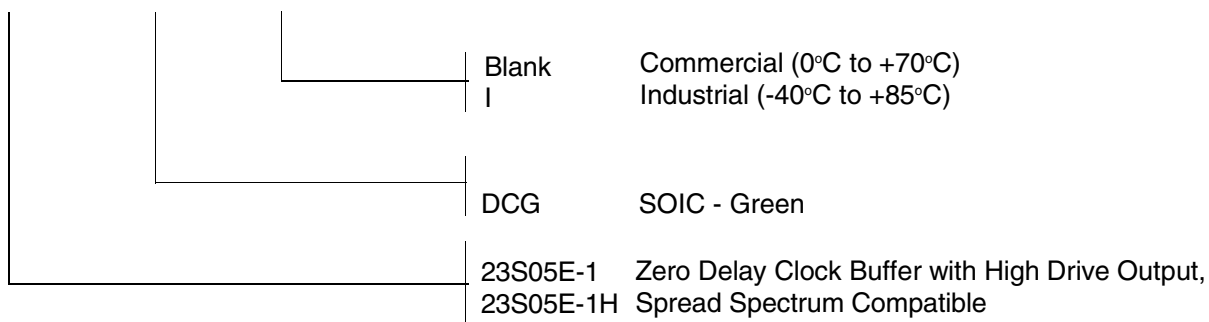 Blank Commercial (0°C to +70°C)
I Industrial (-40°C to +85°C)
DCG SOIC - Green
23S05E-1 Zero Delay Clock Buffer with High Drive Output,
23S05E-1H Spread Spectrum Compatible